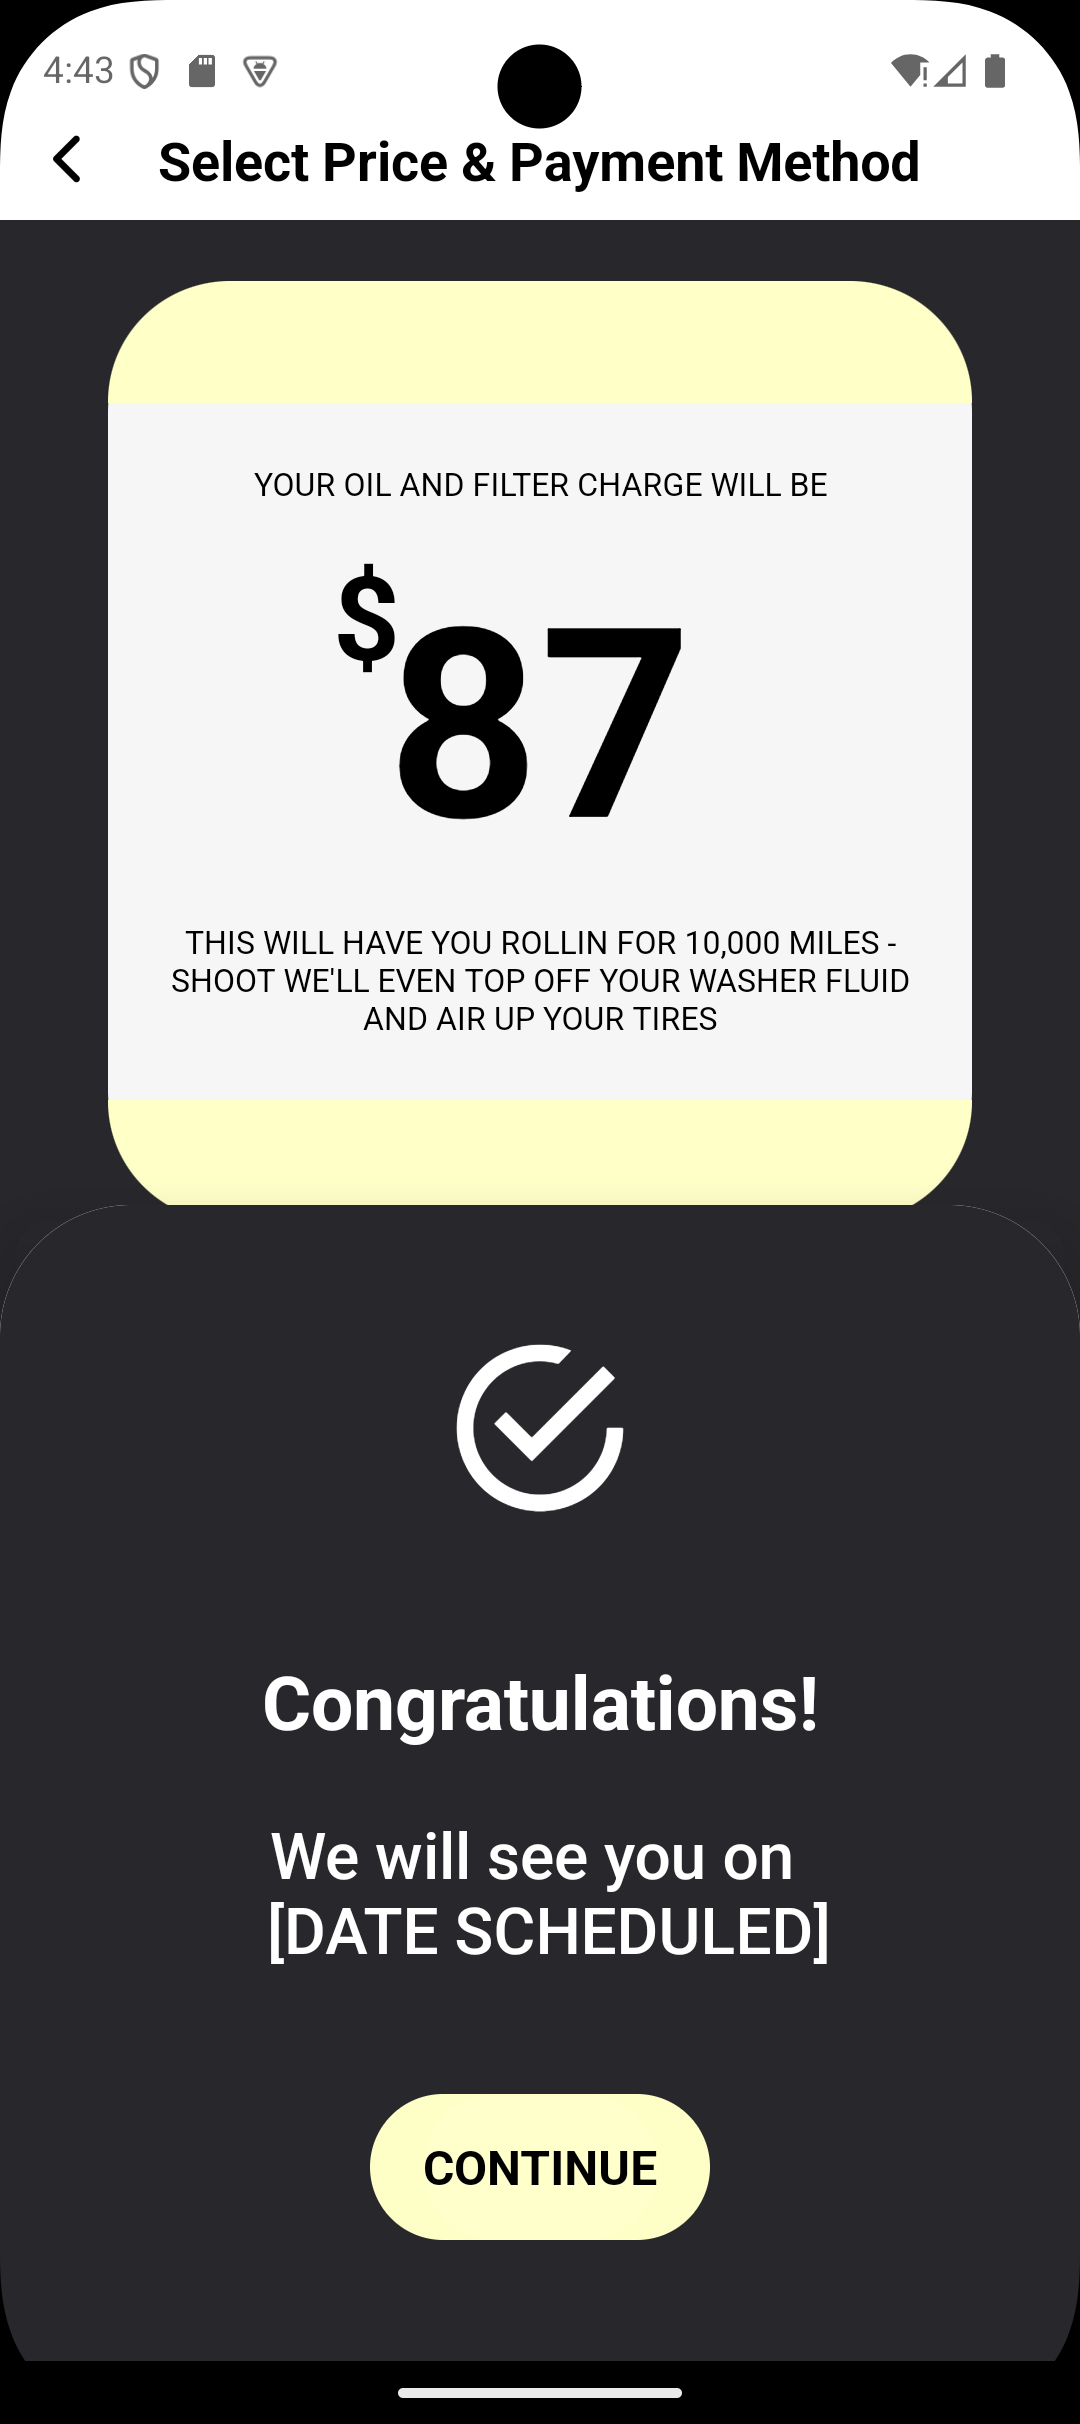 4:43
Select Price & Payment Method
YOUR OIL AND FILTER CHARGE WILL BE
$87
THIS WILL HAVE YOU ROLLIN FOR 10,000 MILES -
SHOOT WE'LL EVEN TOP OFF YOUR WASHER FLUID
AND AIR UP YOUR TIRES
Congratulations!
We will see you on
[DATE SCHEDULED]
CONTINUE